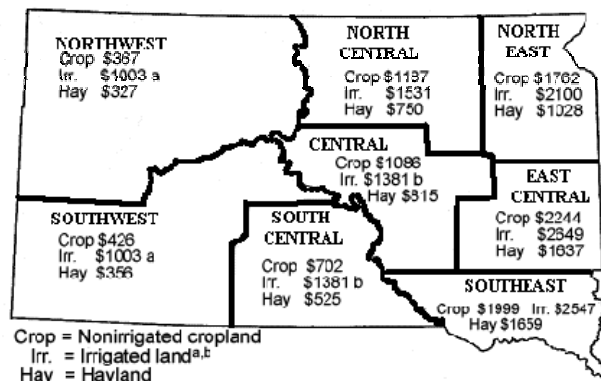 NORTHWEST
Crop $367
Irr. $1003 a
Hay $327
NORTH
CENTRAL
Crop $1197
Irr. $1531
Hay $750
NORTH
EAST
Crop $1762
Irr. $2100
Hay $1028
CENTRAL
Crop $1086
Irr. $1381 b
Hay $815
EAST
CENTRAL
Crop $2244
Irr. $2649
Hay $1637
SOUTHWEST
Crop $426
Irr. $1003 a
Hay $356
SOUTH
CENTRAL
Crop $702
Irr. $1381 b
Hay $525
SOUTHEAST
Crop $1999 Irr. $2547
Hay $1659
Crop = Nonirrigated cropland
Irr. = Irrigated land a,b
Hay = Hayland